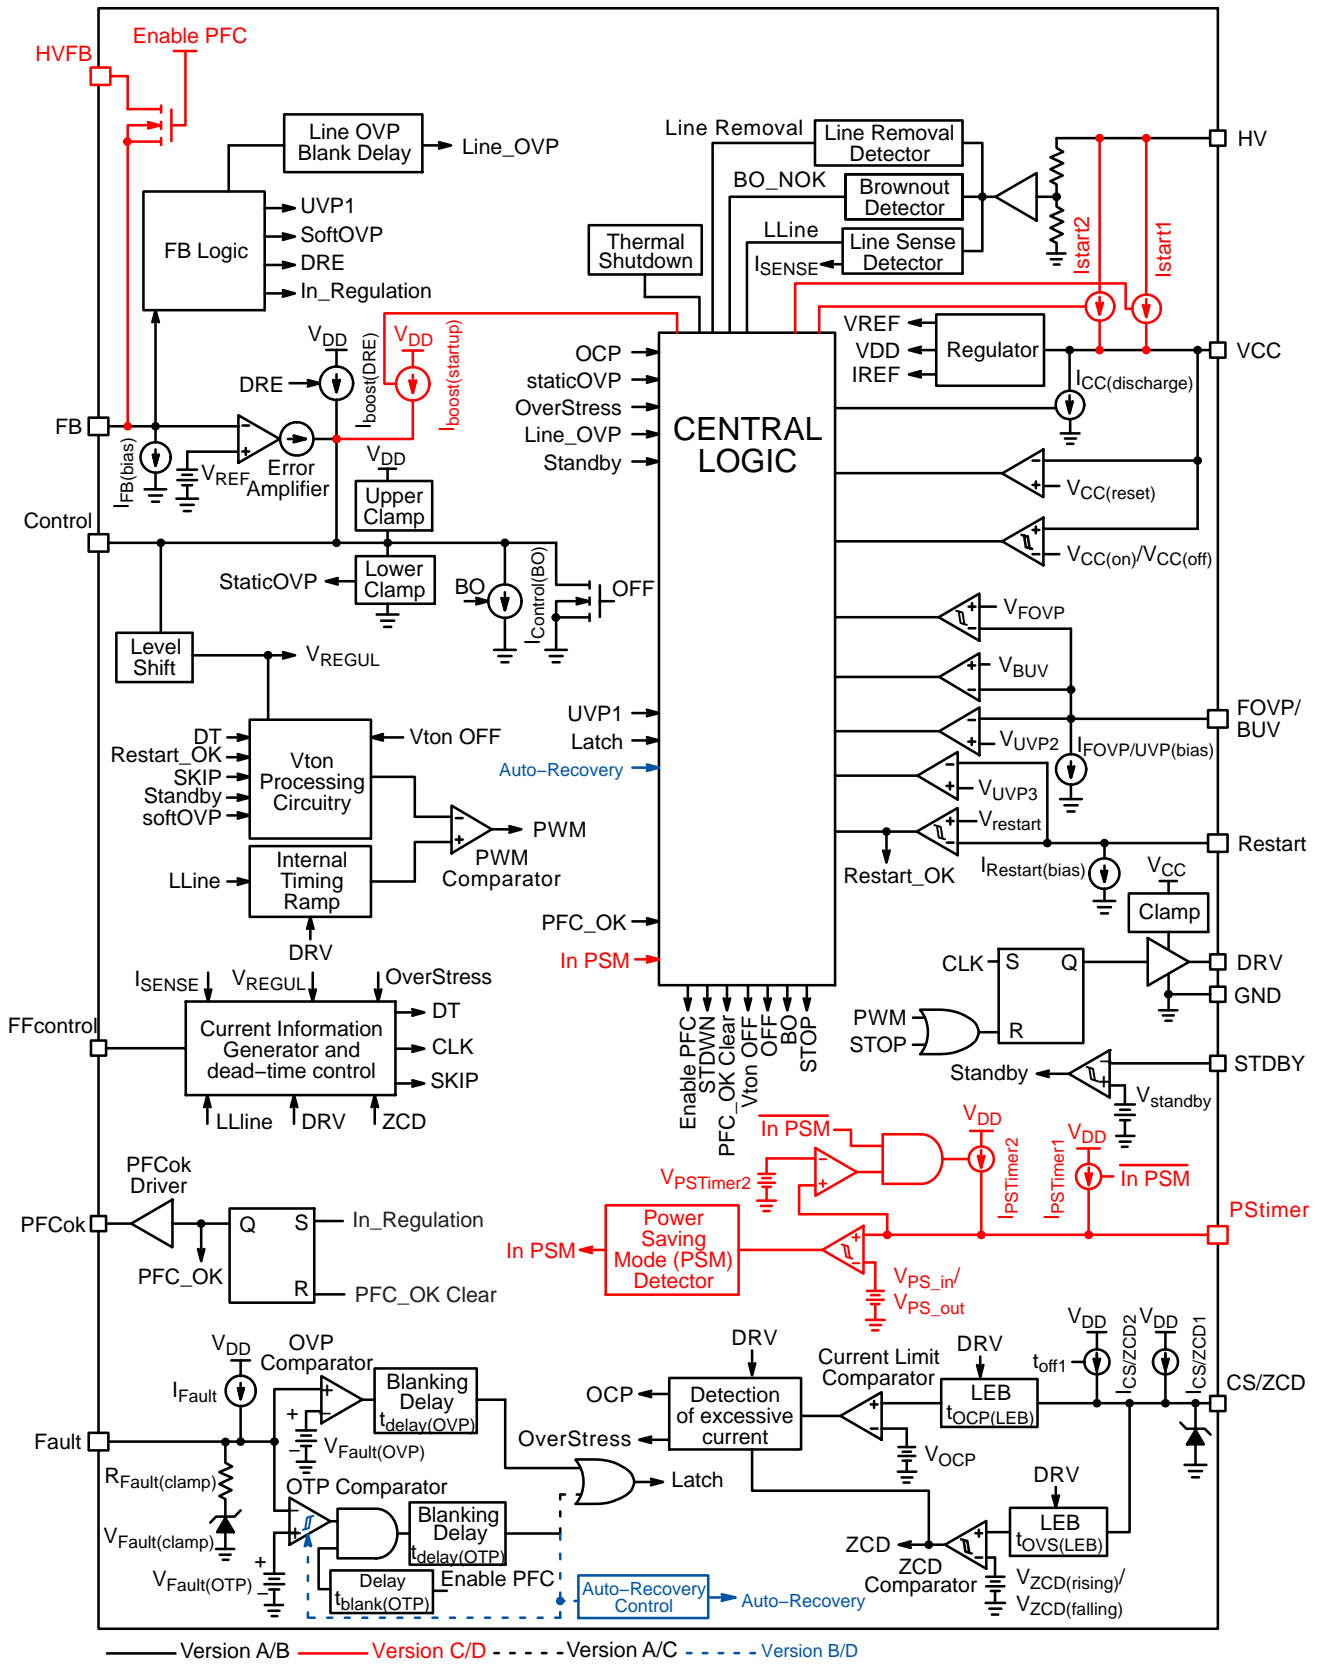 HVFB
Enable PFC
Line OVP
Blank Delay
Line_OVP
FB Logic
UVP1
SoftOVP
DRE
In_Regulation
Line Removal
Line Removal
Detector
BO_NOK
Brownout
Detector
LLine
Line Sense
Detector
ISENSE
Thermal
Shutdown
HV
Istart2
Istart1
VREF
VDD
IREF
Regulator
VCC
ICC(discharge)
VDD
DRE
Iboost(DRE)
VDD
Iboost(startup)
OCP
staticOVP
OverStress
Line_OVP
Standby
CENTRAL
LOGIC
VCC(reset)
VCC(on)/VCC(off)
FB
IFB(bias)
VREF
Error
Amplifier
VDD
Upper
Clamp
Control
StaticOVP
Lower
Clamp
BO
IControl(BO)
OFF
Level
Shift
VREGUL
VFOVP
VBUV
VUVP2
FOVP/
BUV
IFOVP/UVP(bias)
UVP1
Latch
Auto-Recovery
VUVP3
Vrestart
Restart
IRestart(bias)
Restart_OK
DT
Restart_OK
SKIP
Standby
softOVP
Vton
Processing
Circuitry
Vton OFF
PWM
PWM
Comparator
LLine
Internal
Timing
Ramp
DRV
VCC
Clamp
PFC_OK
In PSM
CLK
S
Q
R
DRV
GND
PWM
STOP
ISENSE
VREGUL
OverStress
FFcontrol
Current Information
Generator and
dead-time control
DT
CLK
SKIP
LLline
DRV
ZCD
Enable PFC
STDWN
PFC_OK Clear
Vton OFF
OFF
BO
STOP
STDBY
Standby
Vstandby
In PSM
VDD
IPSTimer2
VPSTimer2
VDD
IPSTimer1
In PSM
PStimer
PFCok
Driver
PFCok
PFC_OK
Q
S
R
In_Regulation
PFC_OK Clear
In PSM
Power
Saving
Mode (PSM)
Detector
VPS_in/
VPS_out
VDD
IFault
OVP
Comparator
Blanking
Delay
tdelay(OVP)
+
−
VFault(OVP)
Fault
RFault(clamp)
VFault(clamp)
OTP Comparator
Blanking
Delay
tdelay(OTP)
+
−
VFault(OTP)
Delay
tblank(OTP)
Enable PFC
Latch
Auto-Recovery
Control
Auto-Recovery
DRV
OCP
OverStress
Detection
of excessive
current
Current Limit
Comparator
VOCP
DRV
LEB
tOCP(LEB)
VDD
toff1
ICS/ZCD2
VDD
ICS/ZCD1
CS/ZCD
DRV
LEB
tOVS(LEB)
ZCD
ZCD
Comparator
VZCD(rising)/
VZCD(falling)
Version A/B
Version C/D
Version A/C
Version B/D